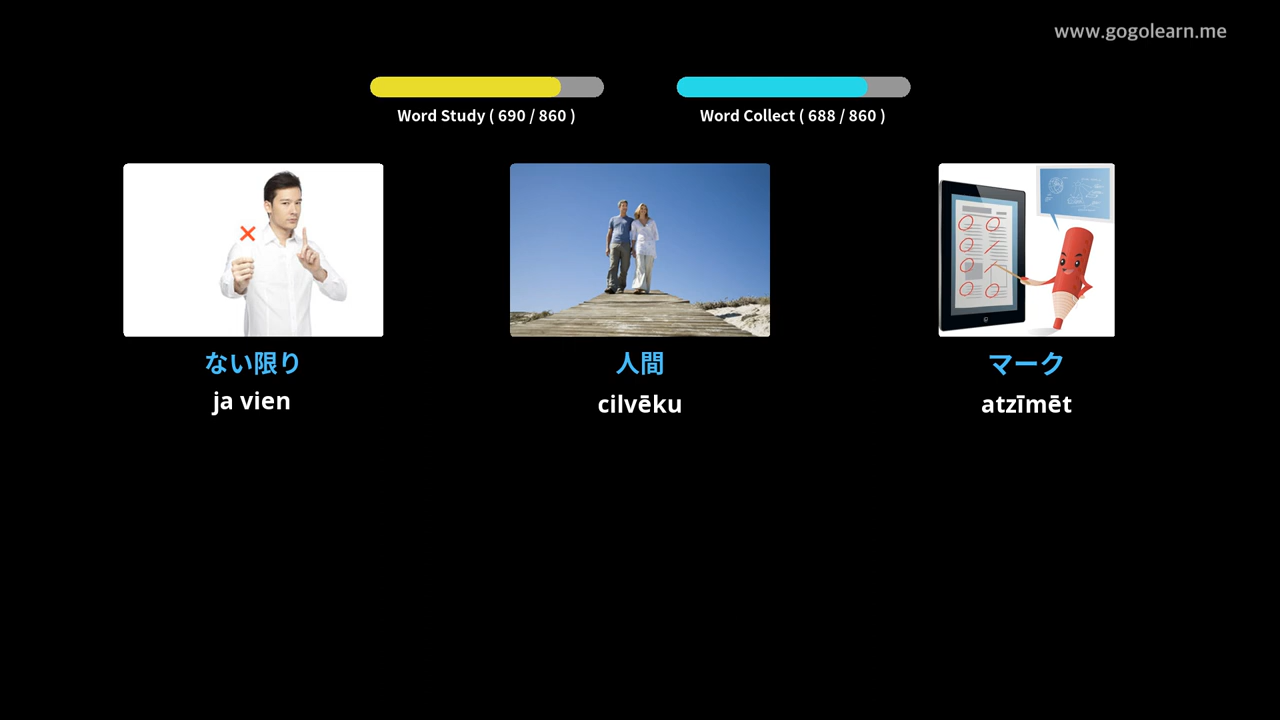 www.gogolearn.me
Word Study ( 690 / 860 )
Word Collect ( 688 / 860 )
ない限り
人間
マーク
ja vien
cilvēku
atzīmēt